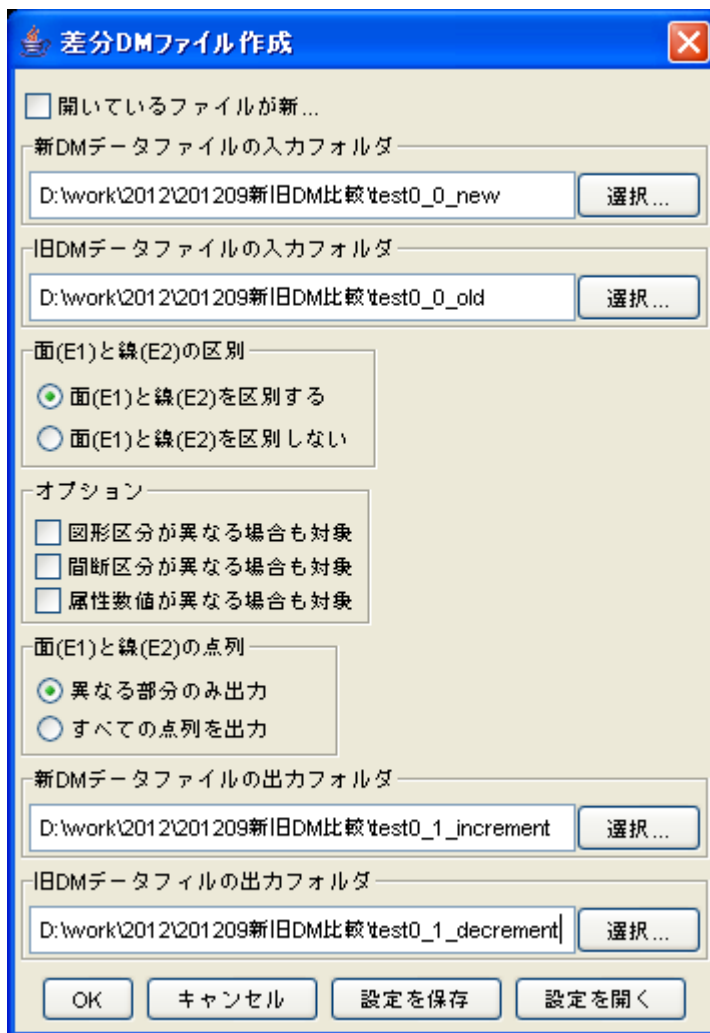 差分DMファイル作成
開いているファイルが新...
新DMデータファイルの入力フォルダ
D:\work\2012\201209新旧DM比較\test0_0_new
選択...
旧DMデータファイルの入力フォルダ
D:\work\2012\201209新旧DM比較\test0_0_old
選択...
面(E1)と線(E2)の区別
面(E1)と線(E2)を区別する
面(E1)と線(E2)を区別しない
オプション
図形区分が異なる場合も対象
間断区分が異なる場合も対象
属性数値が異なる場合も対象
面(E1)と線(E2)の点列
異なる部分のみ出力
すべての点列を出力
新DMデータファイルの出力フォルダ
D:\work\2012\201209新旧DM比較\test0_1_increment
選択...
旧DMデータフィルの出力フォルダ
D:\work\2012\201209新旧DM比較\test0_1_decrement
選択...
OK キャンセル 設定を保存 設定を開く